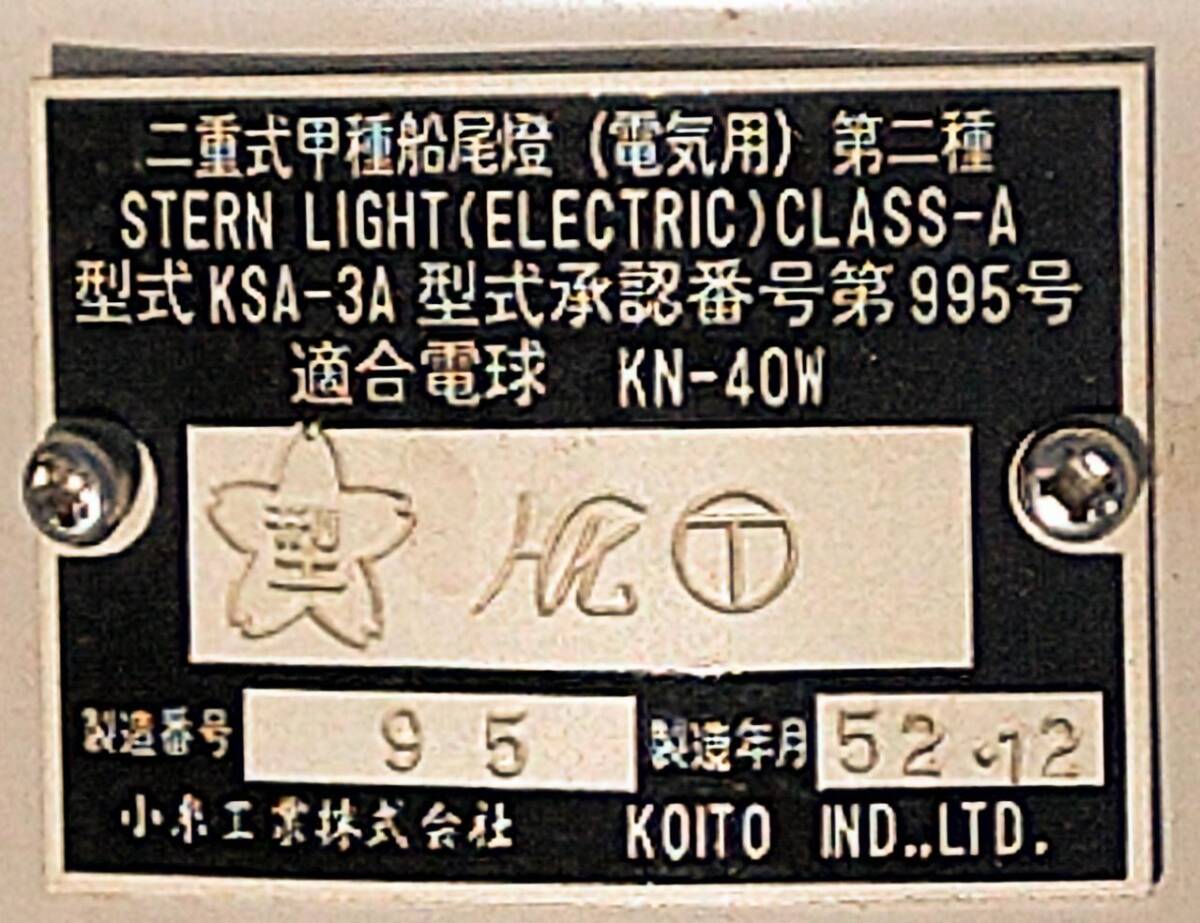 二重式甲種船尾燈 (電気用) 第二種
STERN LIGHT(ELECTRIC)CLASS-A
型式KSA-3A 型式承認番号第995号
適合電球 KN-40W
型 HK T
製造番号 95 製造年月 52.12
小糸工業株式会社 KOITO IND.,LTD.